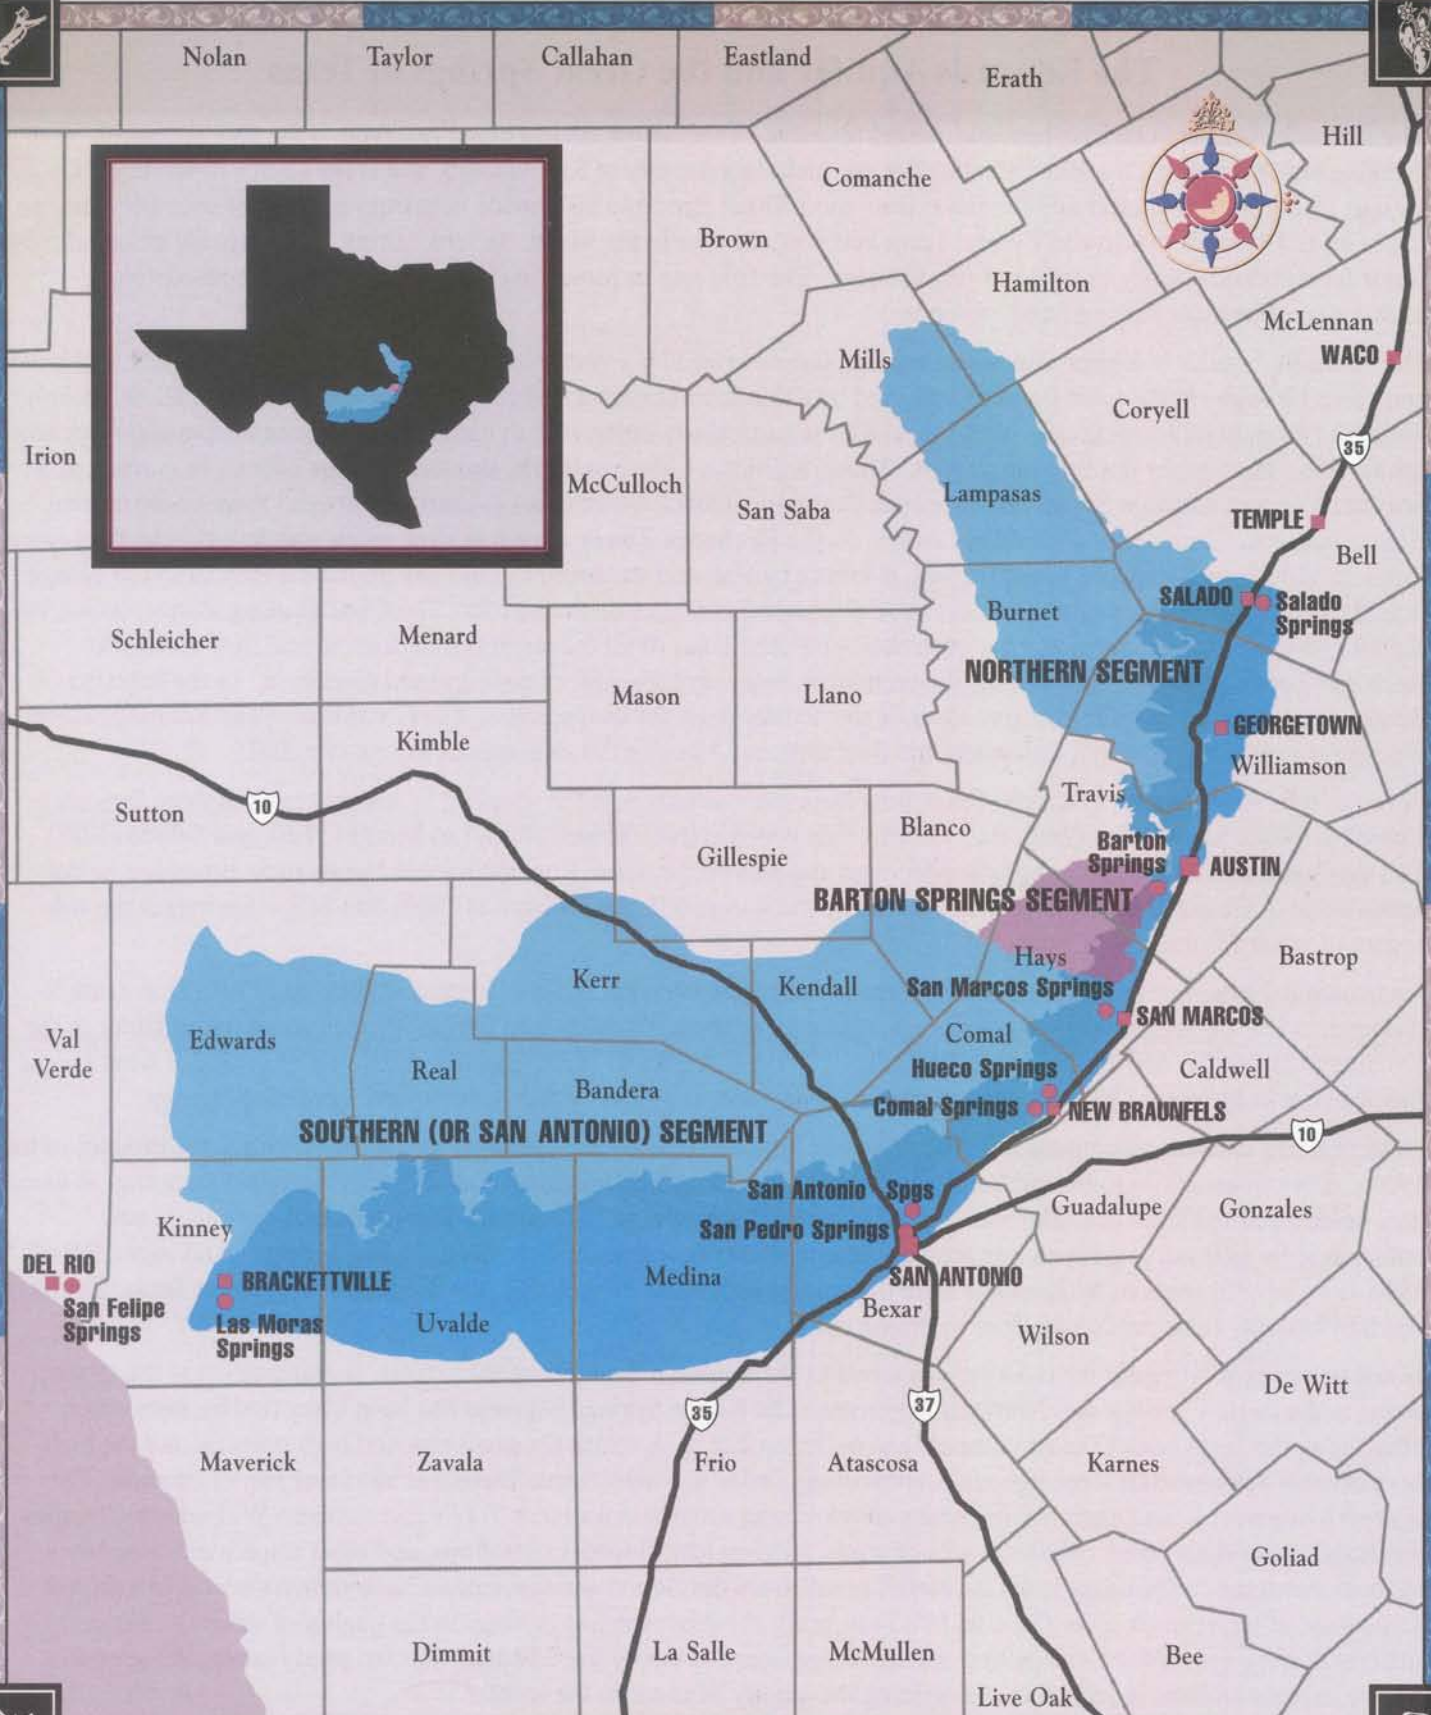 Nolan
Taylor
Callahan
Eastland
Erath
Hill
Comanche
Brown
Hamilton
McLennan
WACO
Mills
Coryell
35
Irion
McCulloch
Lampasas
San Saba
TEMPLE
Bell
SALADO
Salado
Springs
Burnet
Schleicher
Menard
NORTHERN SEGMENT
Mason
Llano
GEORGETOWN
Kimble
Williamson
Travis
10
Sutton
Blanco
Barton
Springs
Gillespie
AUSTIN
BARTON SPRINGS SEGMENT
Hays
Bastrop
Kerr
Kendall
San Marcos Springs
SAN MARCOS
Val
Verde
Edwards
Comal
Real
Hueco Springs
Caldwell
Bandera
Comal Springs
NEW BRAUNFELS
SOUTHERN (OR SAN ANTONIO) SEGMENT
10
San Antonio Spgs
Guadalupe
Gonzales
Kinney
San Pedro Springs
DEL RIO
BRACKETTVILLE
Medina
SAN ANTONIO
San Felipe
Springs
Las Moras
Springs
Uvalde
Bexar
Wilson
De Witt
35
37
Maverick
Zavala
Frio
Atascosa
Karnes
Goliad
Dimmit
La Salle
McMullen
Bee
Live Oak